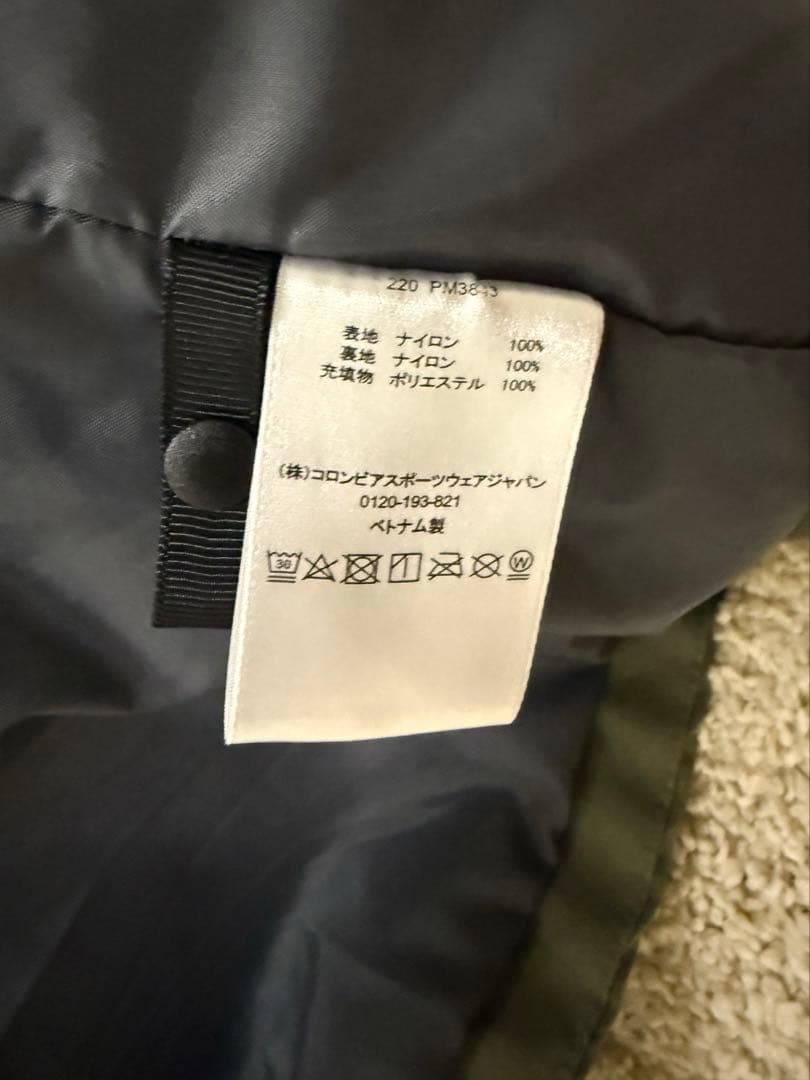 220 PM3843
表地 ナイロン 100%
裏地 ナイロン 100%
充填物 ポリエステル 100%
(株)コロンビアスポーツウェアジャパン
0120-193-821
ベトナム製
30 W